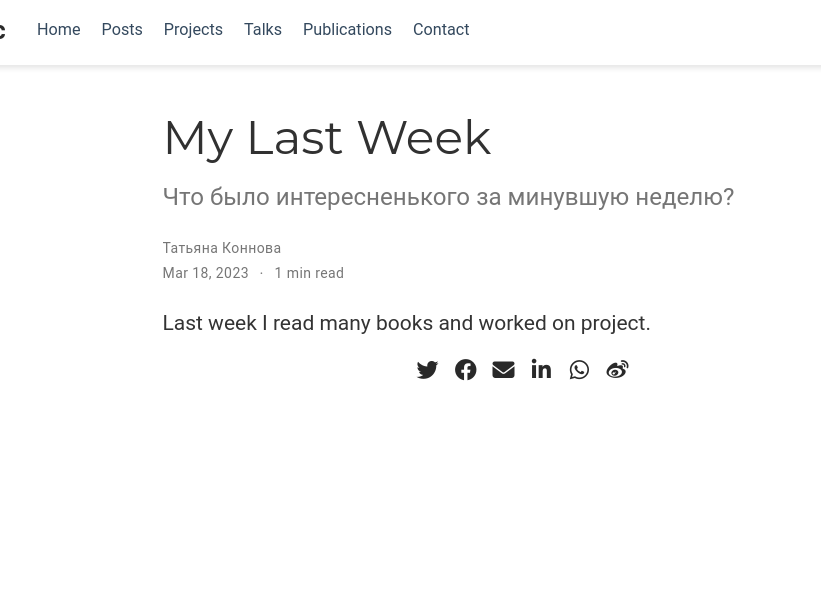 c Home Posts Projects Talks Publications Contact
My Last Week
Что было интересненького за минувшую неделю?
Татьяна Коннова
Mar 18, 2023 · 1 min read
Last week I read many books and worked on project.